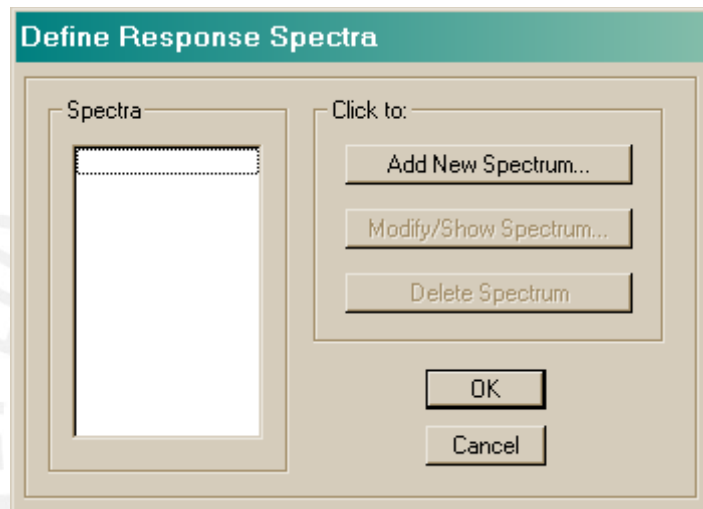 Define Response Spectra
Spectra
Click to:
Add New Spectrum...
Modify/Show Spectrum...
Delete Spectrum
OK
Cancel